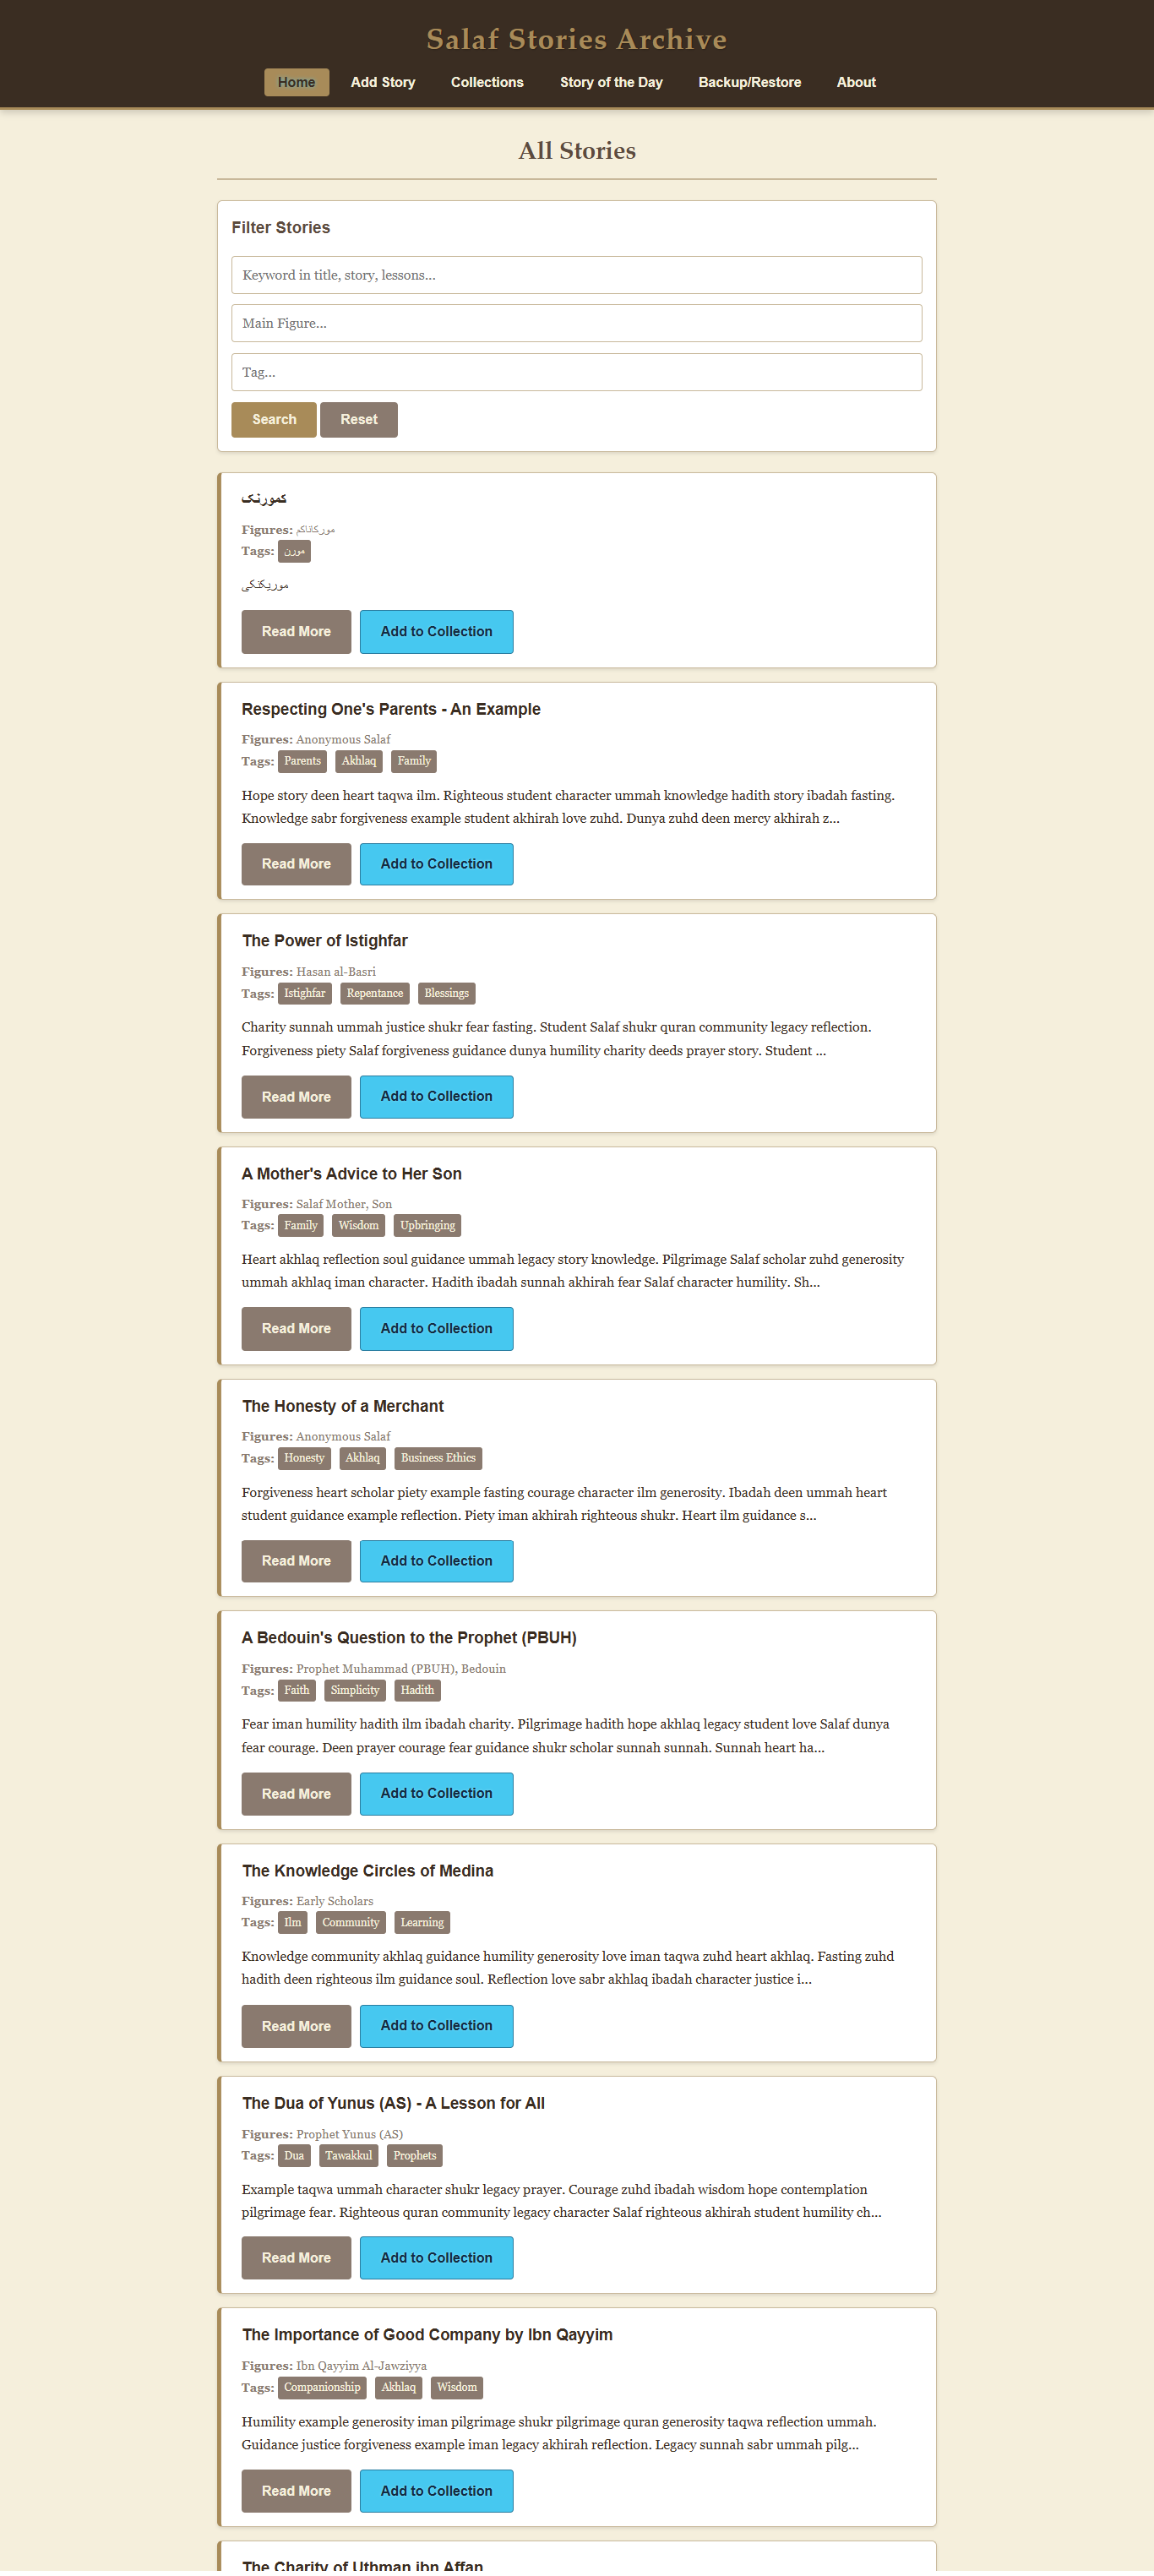 Salaf Stories Archive
Home Add Story Collections Story of the Day Backup/Restore About
All Stories
Filter Stories
Keyword in title, story, lessons...
Main Figure...
Tag...
Search Reset
کمورنک
Figures: مورکاناکم
Tags: مورن
موریکنکی
Read More Add to Collection
Respecting One's Parents - An Example
Figures: Anonymous Salaf
Tags: Parents Akhlaq Family
Hope story deen heart taqwa ilm. Righteous student character ummah knowledge hadith story ibadah fasting.
Knowledge sabr forgiveness example student akhirah love zuhd. Dunya zuhd deen mercy akhirah z...
Read More Add to Collection
The Power of Istighfar
Figures: Hasan al-Basri
Tags: Istighfar Repentance Blessings
Charity sunnah ummah justice shukr fear fasting. Student Salaf shukr quran community legacy reflection.
Forgiveness piety Salaf forgiveness guidance dunya humility charity deeds prayer story. Student ...
Read More Add to Collection
A Mother's Advice to Her Son
Figures: Salaf Mother, Son
Tags: Family Wisdom Upbringing
Heart akhlaq reflection soul guidance ummah legacy story knowledge. Pilgrimage Salaf scholar zuhd generosity
ummah akhlaq iman character. Hadith ibadah sunnah akhirah fear Salaf character humility. Sh...
Read More Add to Collection
The Honesty of a Merchant
Figures: Anonymous Salaf
Tags: Honesty Akhlaq Business Ethics
Forgiveness heart scholar piety example fasting courage character ilm generosity. Ibadah deen ummah heart
student guidance example reflection. Piety iman akhirah righteous shukr. Heart ilm guidance s...
Read More Add to Collection
A Bedouin's Question to the Prophet (PBUH)
Figures: Prophet Muhammad (PBUH), Bedouin
Tags: Faith Simplicity Hadith
Fear iman humility hadith ilm ibadah charity. Pilgrimage hadith hope akhlaq legacy student love Salaf dunya
fear courage. Deen prayer courage fear guidance shukr scholar sunnah sunnah. Sunnah heart ha...
Read More Add to Collection
The Knowledge Circles of Medina
Figures: Early Scholars
Tags: Ilm Community Learning
Knowledge community akhlaq guidance humility generosity love iman taqwa zuhd heart akhlaq. Fasting zuhd
hadith deen righteous ilm guidance soul. Reflection love sabr akhlaq ibadah character justice i...
Read More Add to Collection
The Dua of Yunus (AS) - A Lesson for All
Figures: Prophet Yunus (AS)
Tags: Dua Tawakkul Prophets
Example taqwa ummah character shukr legacy prayer. Courage zuhd ibadah wisdom hope contemplation
pilgrimage fear. Righteous quran community legacy character Salaf righteous akhirah student humility ch...
Read More Add to Collection
The Importance of Good Company by Ibn Qayyim
Figures: Ibn Qayyim Al-Jawziyya
Tags: Companionship Akhlaq Wisdom
Humility example generosity iman pilgrimage shukr pilgrimage quran generosity taqwa reflection ummah.
Guidance justice forgiveness example iman legacy akhirah reflection. Legacy sunnah sabr ummah pilg...
Read More Add to Collection
The Charity of Uthman ibn Affan